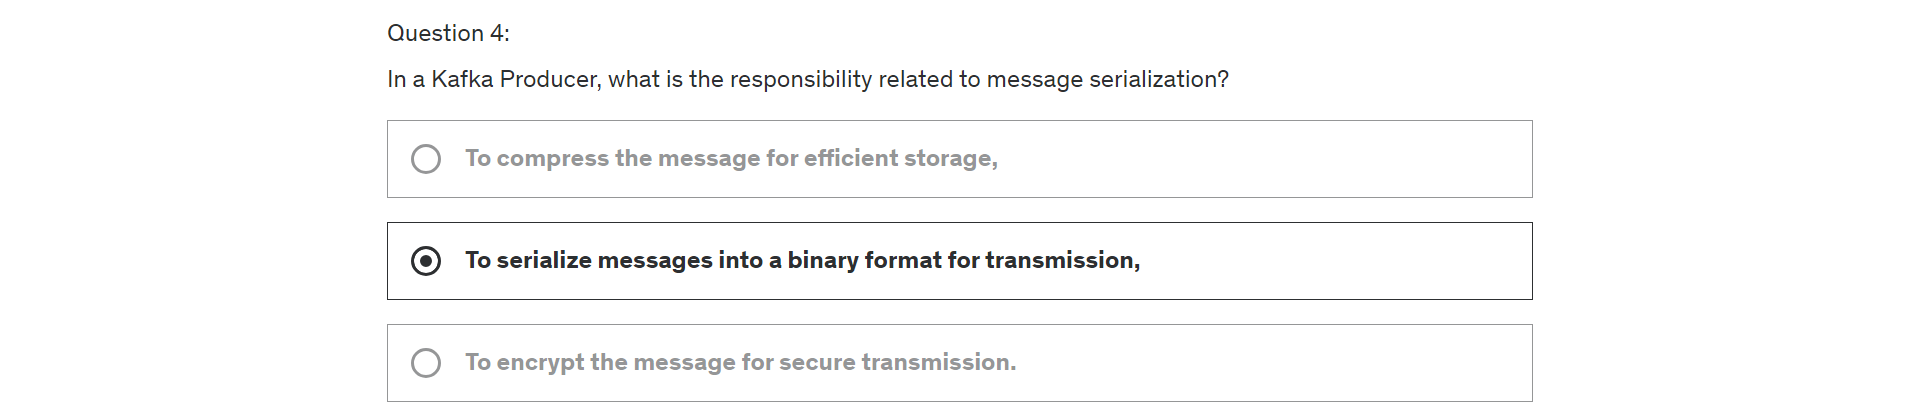 Question 4:
In a Kafka Producer, what is the responsibility related to message serialization?
To compress the message for efficient storage,
To serialize messages into a binary format for transmission,
To encrypt the message for secure transmission.